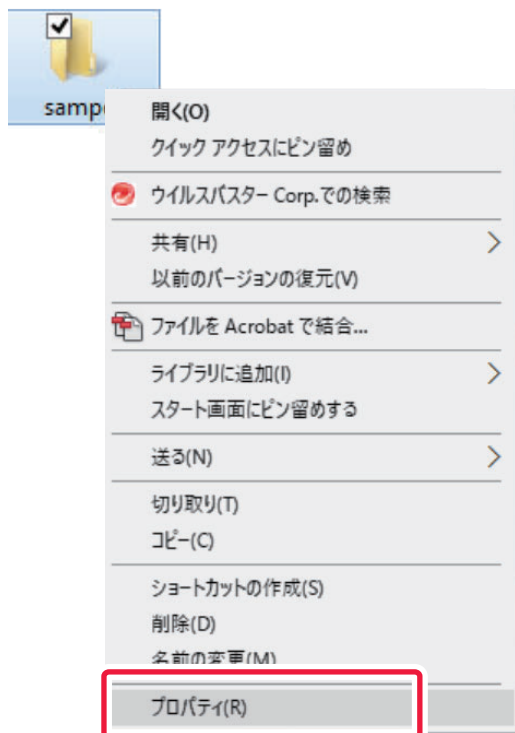 samp
開く(O)
クイック アクセスにピン留め
ウイルスバスター Corp.での検索
共有(H)
以前のバージョンの復元(V)
ファイルを Acrobat で結合...
ライブラリに追加(I)
スタート画面にピン留めする
送る(N)
切り取り(T)
コピー(C)
ショートカットの作成(S)
削除(D)
名前の変更(M)
プロパティ(R)